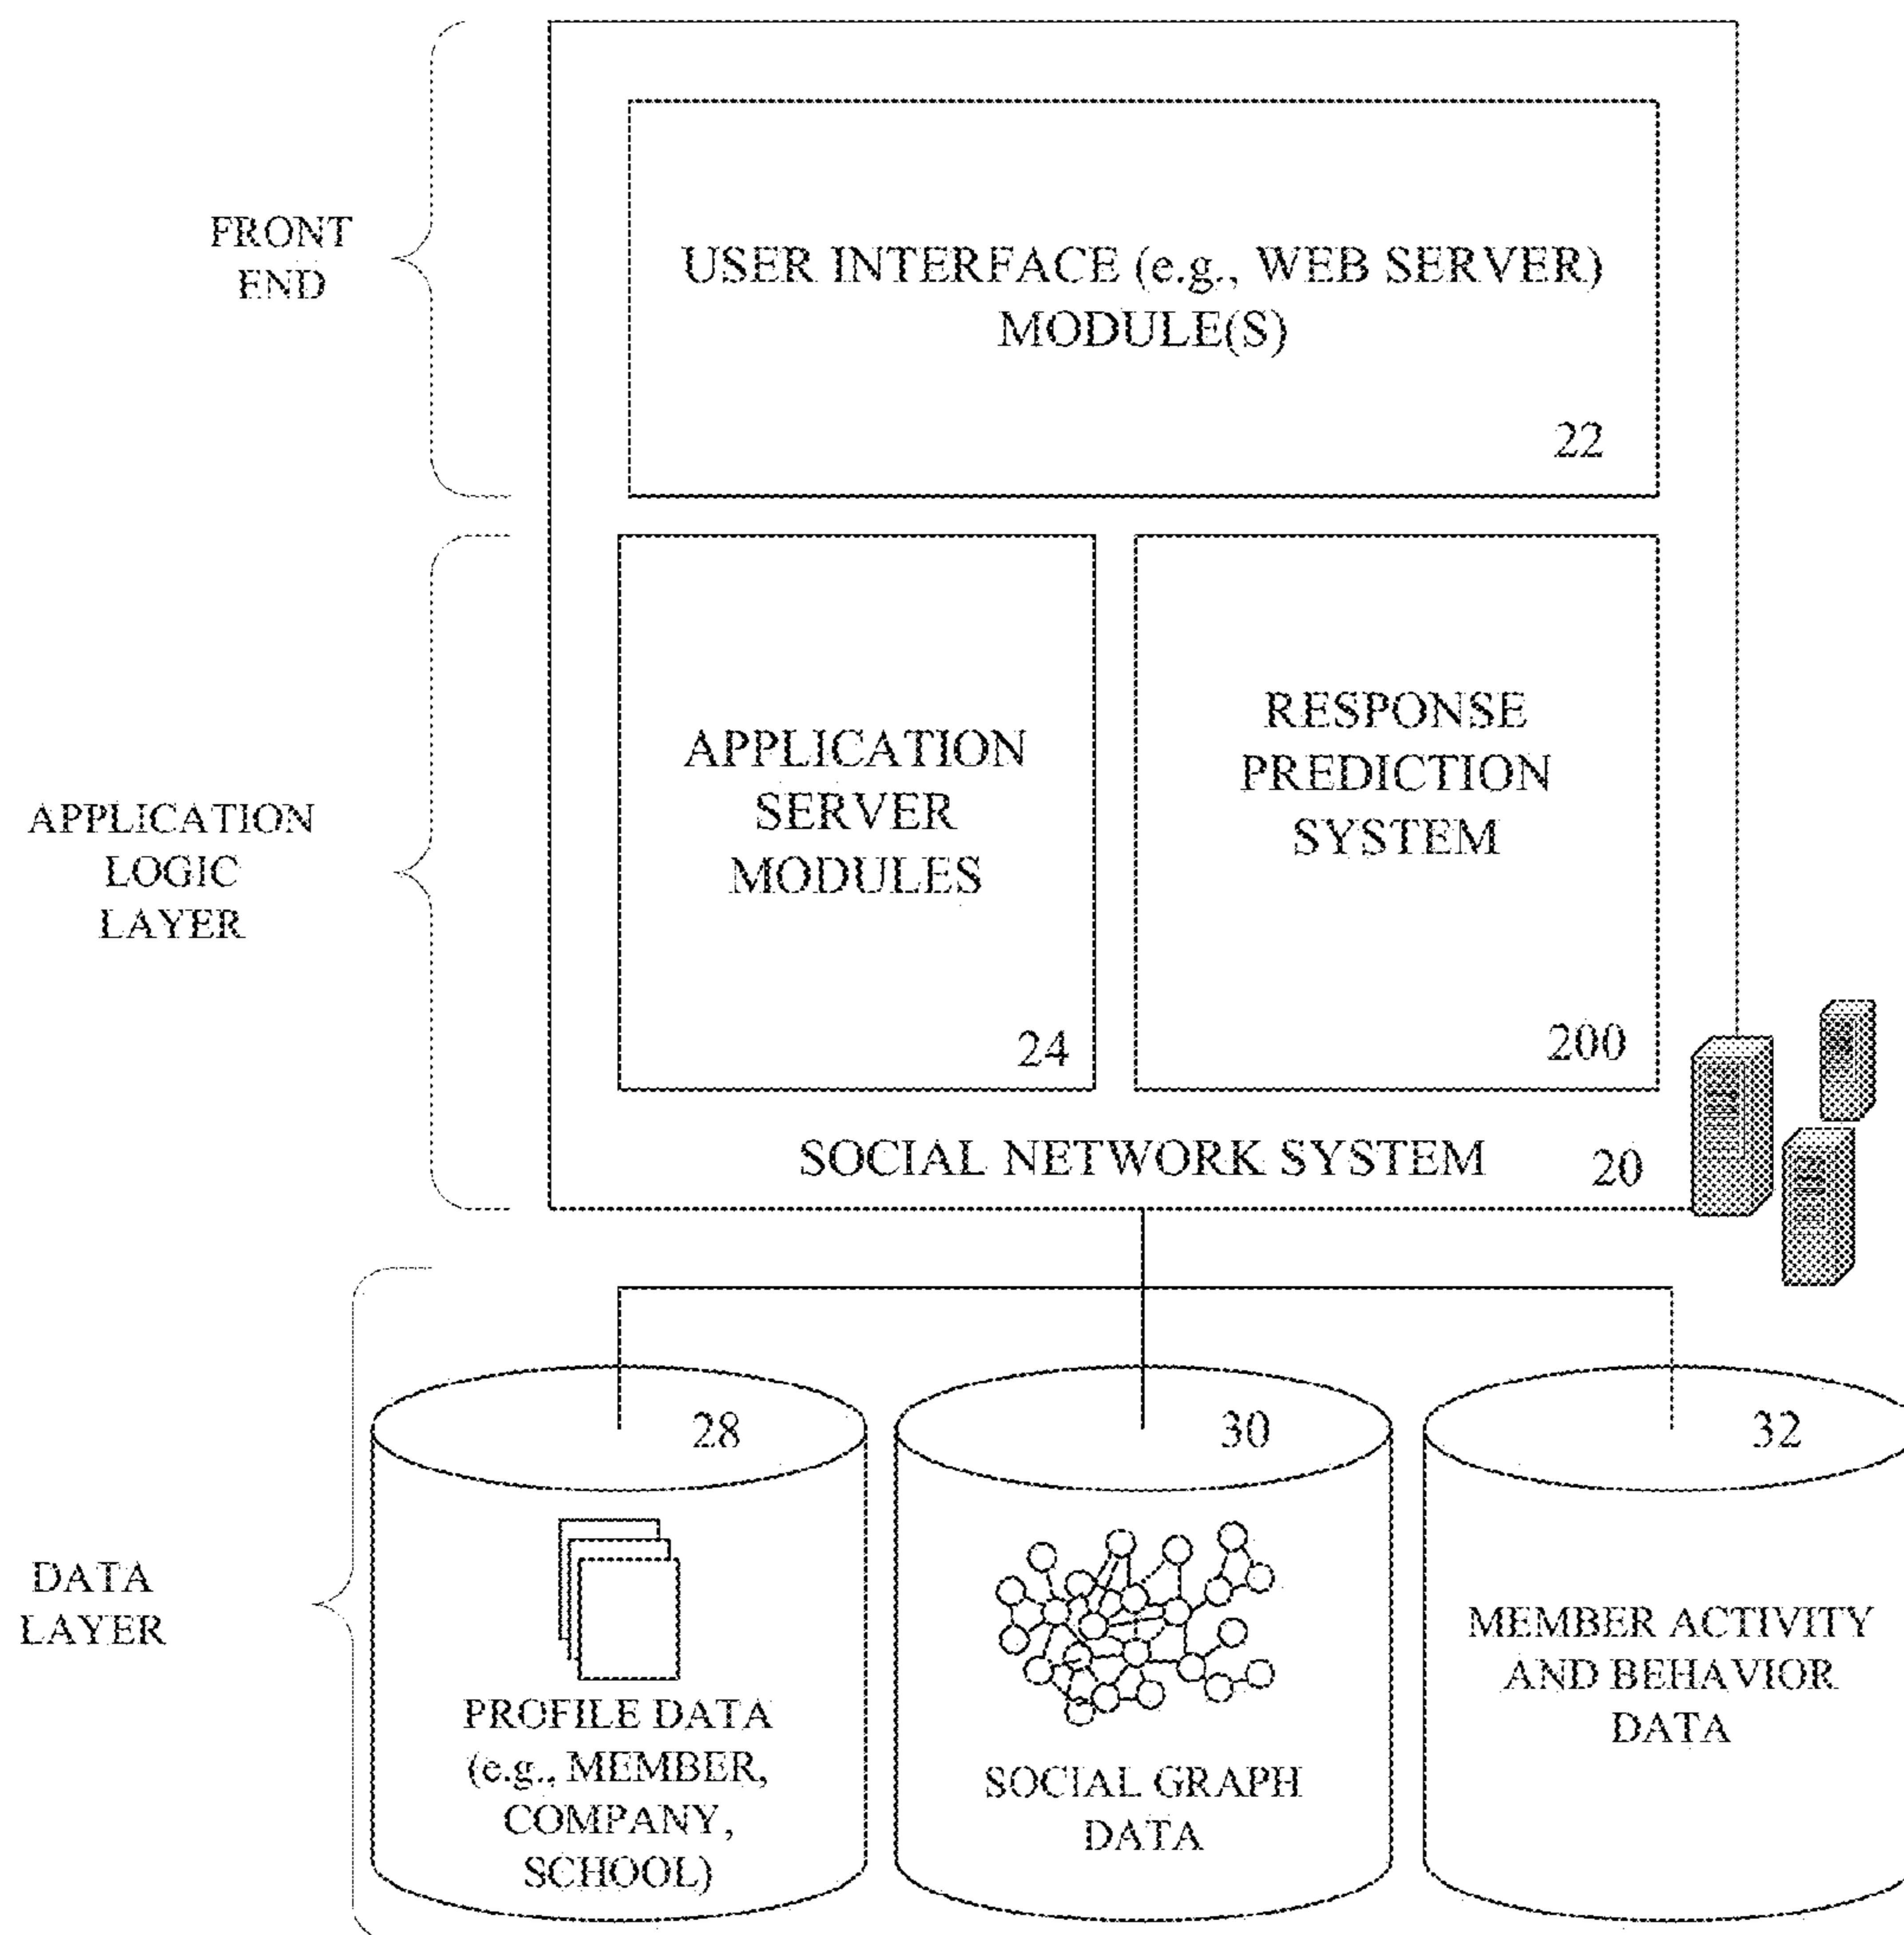 FRONT
END
USER INTERFACE (e.g., WEB SERVER)
MODULE(S)
22
APPLICATION
LOGIC
LAYER
APPLICATION
SERVER
MODULES
24
RESPONSE
PREDICTION
SYSTEM
200
SOCIAL NETWORK SYSTEM
20
DATA
LAYER
28
PROFILE DATA
(e.g., MEMBER,
COMPANY,
SCHOOL)
30
SOCIAL GRAPH
DATA
32
MEMBER ACTIVITY
AND BEHAVIOR
DATA